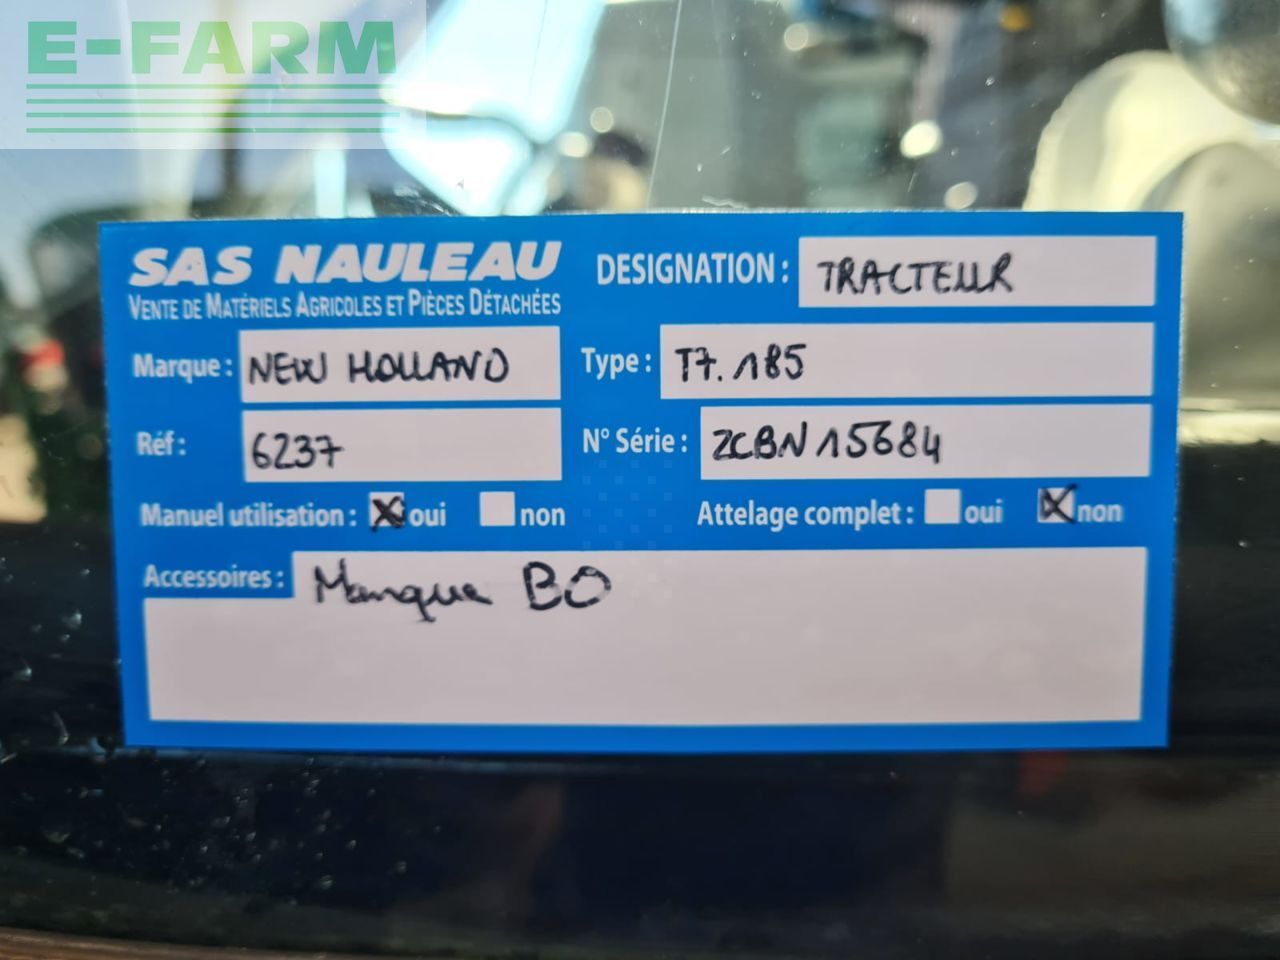 E-FARM
SAS NAULEAU
VENTE DE MATÉRIELS AGRICOLES ET PIÈCES DÉTACHÉES
DESIGNATION : TRACTEUR
Marque : NEW HOLLAND Type : T7.185
Réf : 6237 N° Série : ZCBN15684
Manuel utilisation : X oui non Attelage complet : oui X non
Accessoires : Manque BO